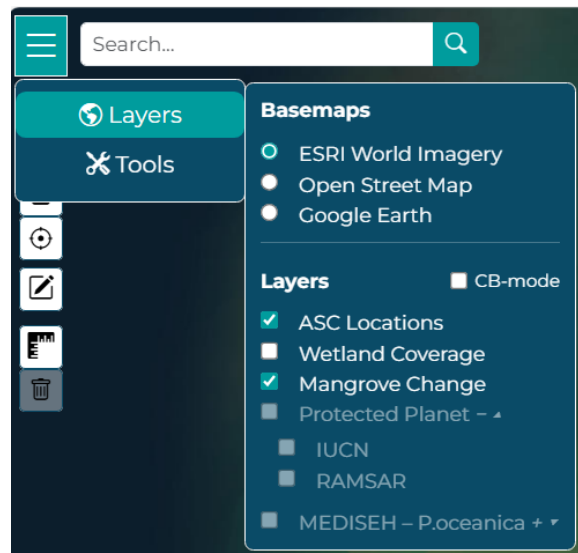 Search...
Layers
Tools
Basemaps
ESRI World Imagery
Open Street Map
Google Earth
Layers
CB-mode
ASC Locations
Wetland Coverage
Mangrove Change
Protected Planet – ▴
IUCN
RAMSAR
MEDISEH – P.oceanica + ▾